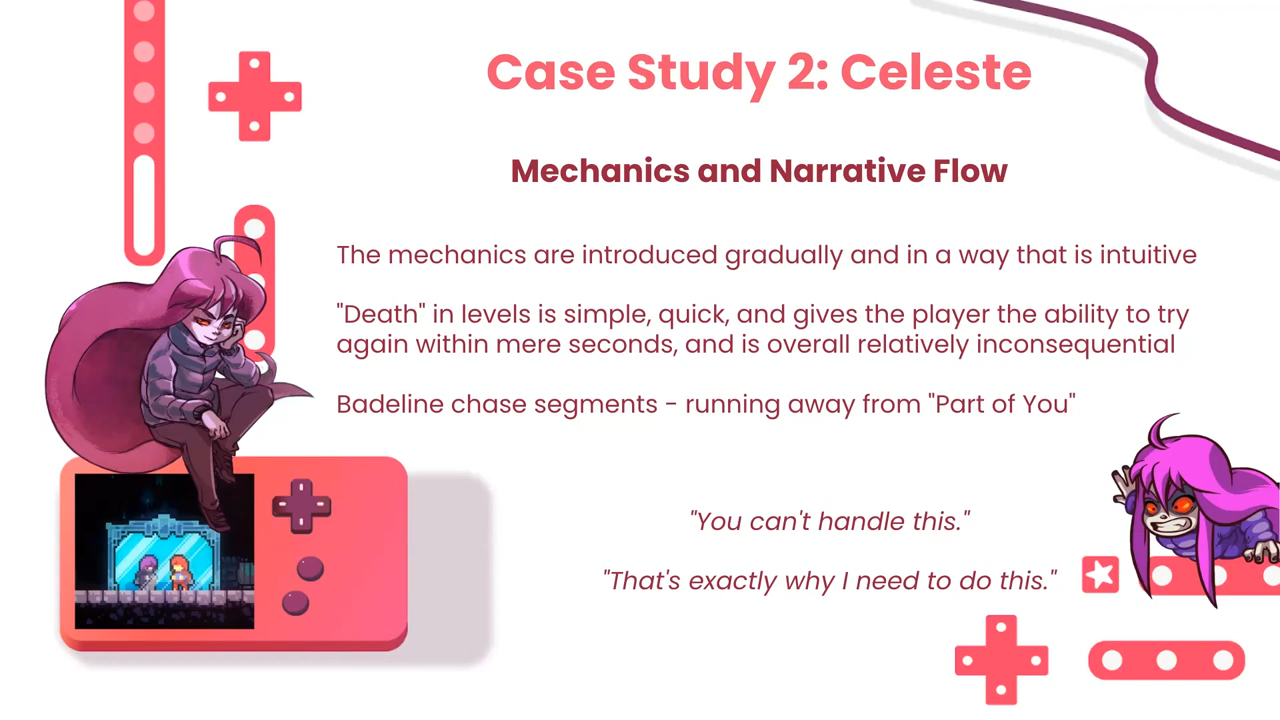 Case Study 2: Celeste
Mechanics and Narrative Flow
The mechanics are introduced gradually and in a way that is intuitive
"Death" in levels is simple, quick, and gives the player the ability to try
again within mere seconds, and is overall relatively inconsequential
Badeline chase segments - running away from "Part of You"
"You can't handle this."
"That's exactly why I need to do this."